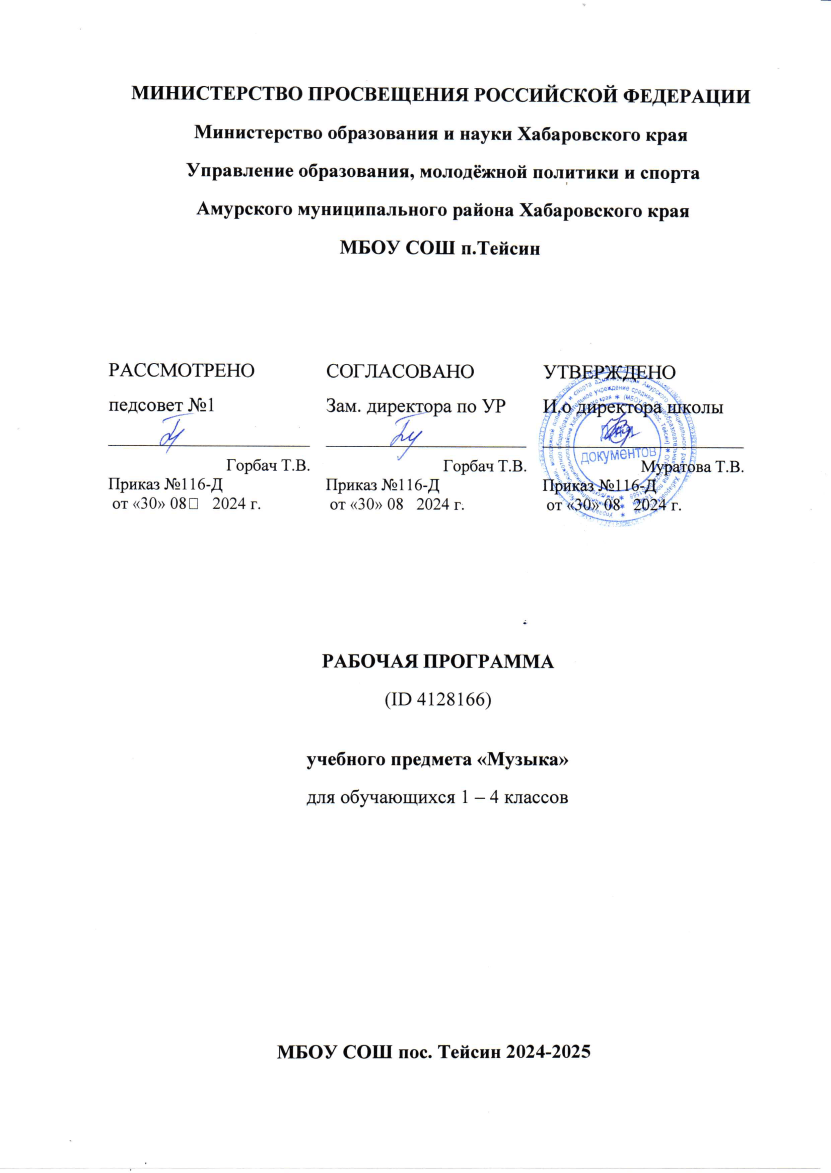 МИНИСТЕРСТВО ПРОСВЕЩЕНИЯ РОССИЙСКОЙ ФЕДЕРАЦИИ
Министерство образования и науки Хабаровского края
Управление образования, молодёжной политики и спорта
Амурского муниципального района Хабаровского края
МБОУ СОШ п.Тейсин
РАССМОТРЕНО
педсовет №1
Горбач Т.В.
Приказ №116-Д
от «30» 08□ 2024 г.
СОГЛАСОВАНО
Зам. директора по УР
Горбач Т.В.
Приказ №116-Д
от «30» 08 2024 г.
УТВЕРЖДЕНО
И.о директора школы
документов
Муратова Т.В.
Приказ №116-Д
от «30» 08 2024 г.
РАБОЧАЯ ПРОГРАММА
(ID 4128166)
учебного предмета «Музыка»
для обучающихся 1 – 4 классов
МБОУ СОШ пос. Тейсин 2024-2025